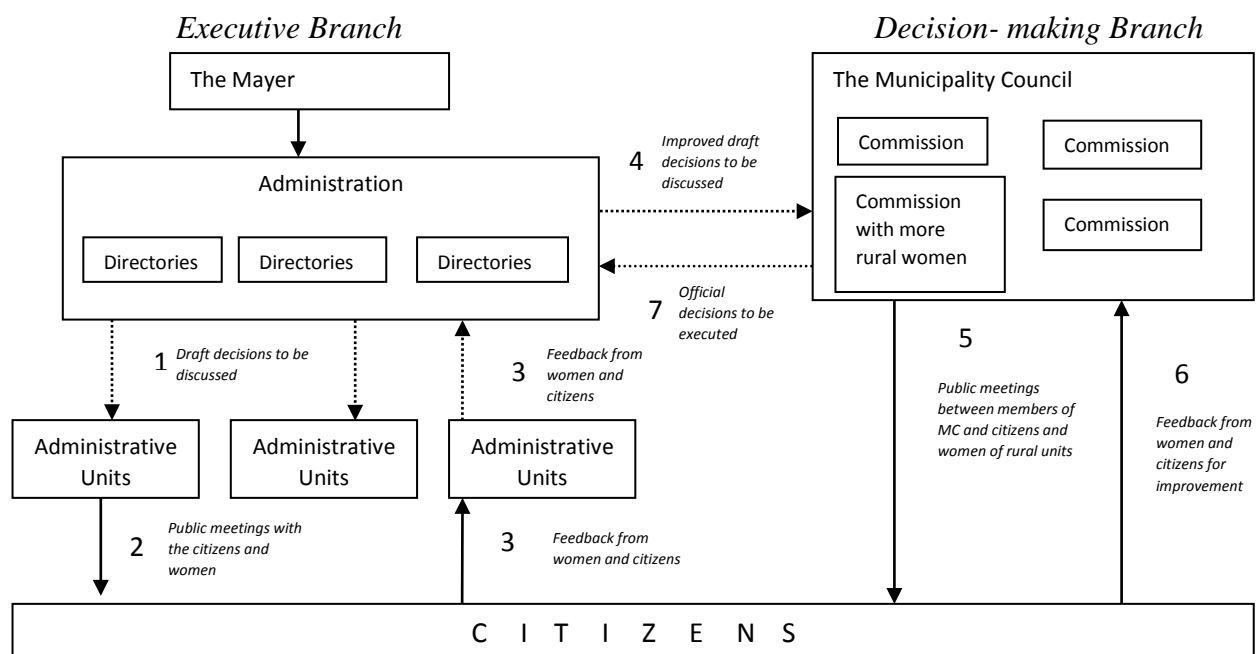 Executive Branch
Decision- making Branch
The Mayer
The Municipality Council
Commission
Commission
Commission
with more
rural women
Commission
4
Improved draft
decisions to be
discussed
Administration
Directories
Directories
Directories
7
Official
decisions to be
executed
1
Draft decisions to be
discussed
3
Feedback from
women and
citizens
5
Public meetings
between members of
MC and citizens and
women of rural units
6
Feedback from
women and
citizens for
improvement
Administrative
Units
Administrative
Units
Administrative
Units
2
Public meetings with
the citizens and
women
3
Feedback from
women and citizens
C I T I Z E N S